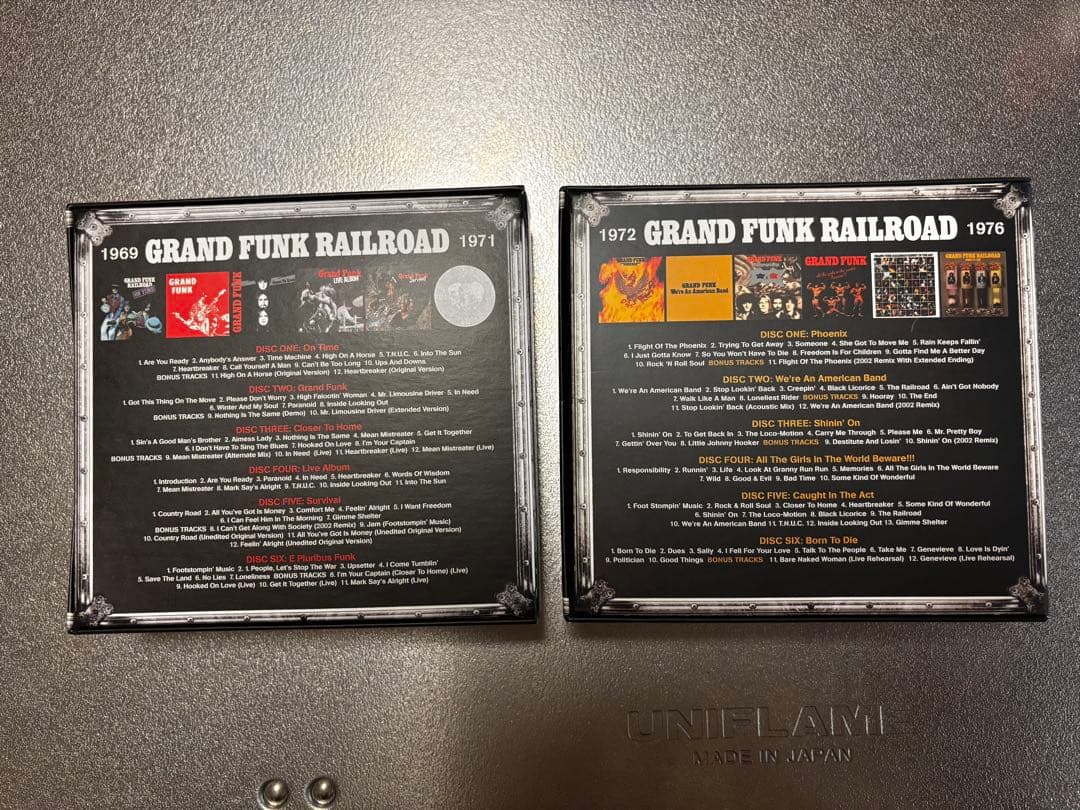 1969 GRAND FUNK RAILROAD 1971
GRAND FUNK
RAILROAD
ON TIME
GRAND
FUNK
GRAND FUNK
Grand Funk
LIVE ALBUM
Grand Funk
DISC ONE: On Time
1. Are You Ready 2. Anybody's Answer 3. Time Machine 4. High On A Horse 5. T.N.U.C. 6. Into The Sun
7. Heartbreaker 8. Call Yourself A Man 9. Can't Be Too Long 10. Ups And Downs
BONUS TRACKS 11. High On A Horse (Original Version) 12. Heartbreaker (Original Version)
DISC TWO: Grand Funk
1. Got This Thing On The Move 2. Please Don't Worry 3. High Falootin' Woman 4. Mr. Limousine Driver 5. In Need
6. Winter And My Soul 7. Paranoid 8. Inside Looking Out
BONUS TRACKS 9. Nothing Is The Same (Demo) 10. Mr. Limousine Driver (Extended Version)
DISC THREE: Closer To Home
1. Sin's A Good Man's Brother 2. Aimess Lady 3. Nothing Is The Same 4. Mean Mistreater 5. Get It Together
6. I Don't Have To Sing The Blues 7. Hooked On Love 8. I'm Your Captain
BONUS TRACKS 9. Mean Mistreater (Alternate Mix) 10. In Need (Live) 11. Heartbreaker (Live) 12. Mean Mistreater (Live)
DISC FOUR: Live Album
1. Introduction 2. Are You Ready 3. Paranoid 4. In Need 5. Heartbreaker 6. Words Of Wisdom
7. Mean Mistreater 8. Mark Say's Alright 9. T.N.U.C. 10. Inside Looking Out 11. Into The Sun
DISC FIVE: Survival
1. Country Road 2. All You've Got Is Money 3. Comfort Me 4. Feelin' Alright 5. I Want Freedom
6. I Can Feel Him In The Morning 7. Gimme Shelter
BONUS TRACKS 8. I Can't Get Along With Society (2002 Remix) 9. Jam (Footstompin' Music)
10. Country Road (Unedited Original Version) 11. All You've Got Is Money (Unedited Original Version)
12. Feelin' Alright (Unedited Original Version)
DISC SIX: E Pluribus Funk
1. Footstompin' Music 2. People, Let's Stop The War 3. Upsetter 4. I Come Tumblin'
5. Save The Land 6. No Lies 7. Loneliness BONUS TRACKS 8. I'm Your Captain (Closer To Home) (Live)
9. Hooked On Love (Live) 10. Get It Together (Live) 11. Mark Say's Alright (Live)
1972 GRAND FUNK RAILROAD 1976
GRAND FUNK
We're An American Band
GRAND FUNK
GRAND FUNK
GRAND FUNK RAILROAD
DISC ONE: Phoenix
1. Flight Of The Phoenix 2. Trying To Get Away 3. Someone 4. She Got To Move Me 5. Rain Keeps Fallin'
6. I Just Gotta Know 7. So You Won't Have To Die 8. Freedom Is For Children 9. Gotta Find Me A Better Day
10. Rock 'N Roll Soul BONUS TRACKS 11. Flight Of The Phoenix (2002 Remix With Extended Ending)
DISC TWO: We're An American Band
1. We're An American Band 2. Stop Lookin' Back 3. Creepin' 4. Black Licorice 5. The Railroad 6. Ain't Got Nobody
7. Walk Like A Man 8. Loneliest Rider BONUS TRACKS 9. Hooray 10. The End
11. Stop Lookin' Back (Acoustic Mix) 12. We're An American Band (2002 Remix)
DISC THREE: Shinin' On
1. Shinin' On 2. To Get Back In 3. The Loco-Motion 4. Carry Me Through 5. Please Me 6. Mr. Pretty Boy
7. Gettin' Over You 8. Little Johnny Hooker BONUS TRACKS 9. Destitute And Losin' 10. Shinin' On (2002 Remix)
DISC FOUR: All The Girls In The World Beware!!!
1. Responsibility 2. Runnin' 3. Life 4. Look At Granny Run Run 5. Memories 6. All The Girls In The World Beware
7. Wild 8. Good & Evil 9. Bad Time 10. Some Kind Of Wonderful
DISC FIVE: Caught In The Act
1. Foot Stompin' Music 2. Rock & Roll Soul 3. Closer To Home 4. Heartbreaker 5. Some Kind Of Wonderful
6. Shinin' On 7. The Loco-Motion 8. Black Licorice 9. The Railroad
10. We're An American Band 11. T.N.U.C. 12. Inside Looking Out 13. Gimme Shelter
DISC SIX: Born To Die
1. Born To Die 2. Dues 3. Sally 4. I Fell For Your Love 5. Talk To The People 6. Take Me 7. Genevieve 8. Love Is Dyin'
9. Politician 10. Good Things BONUS TRACKS 11. Bare Naked Woman (Live Rehearsal) 12. Genevieve (Live Rehearsal)
UNIFLAME
MADE IN JAPAN